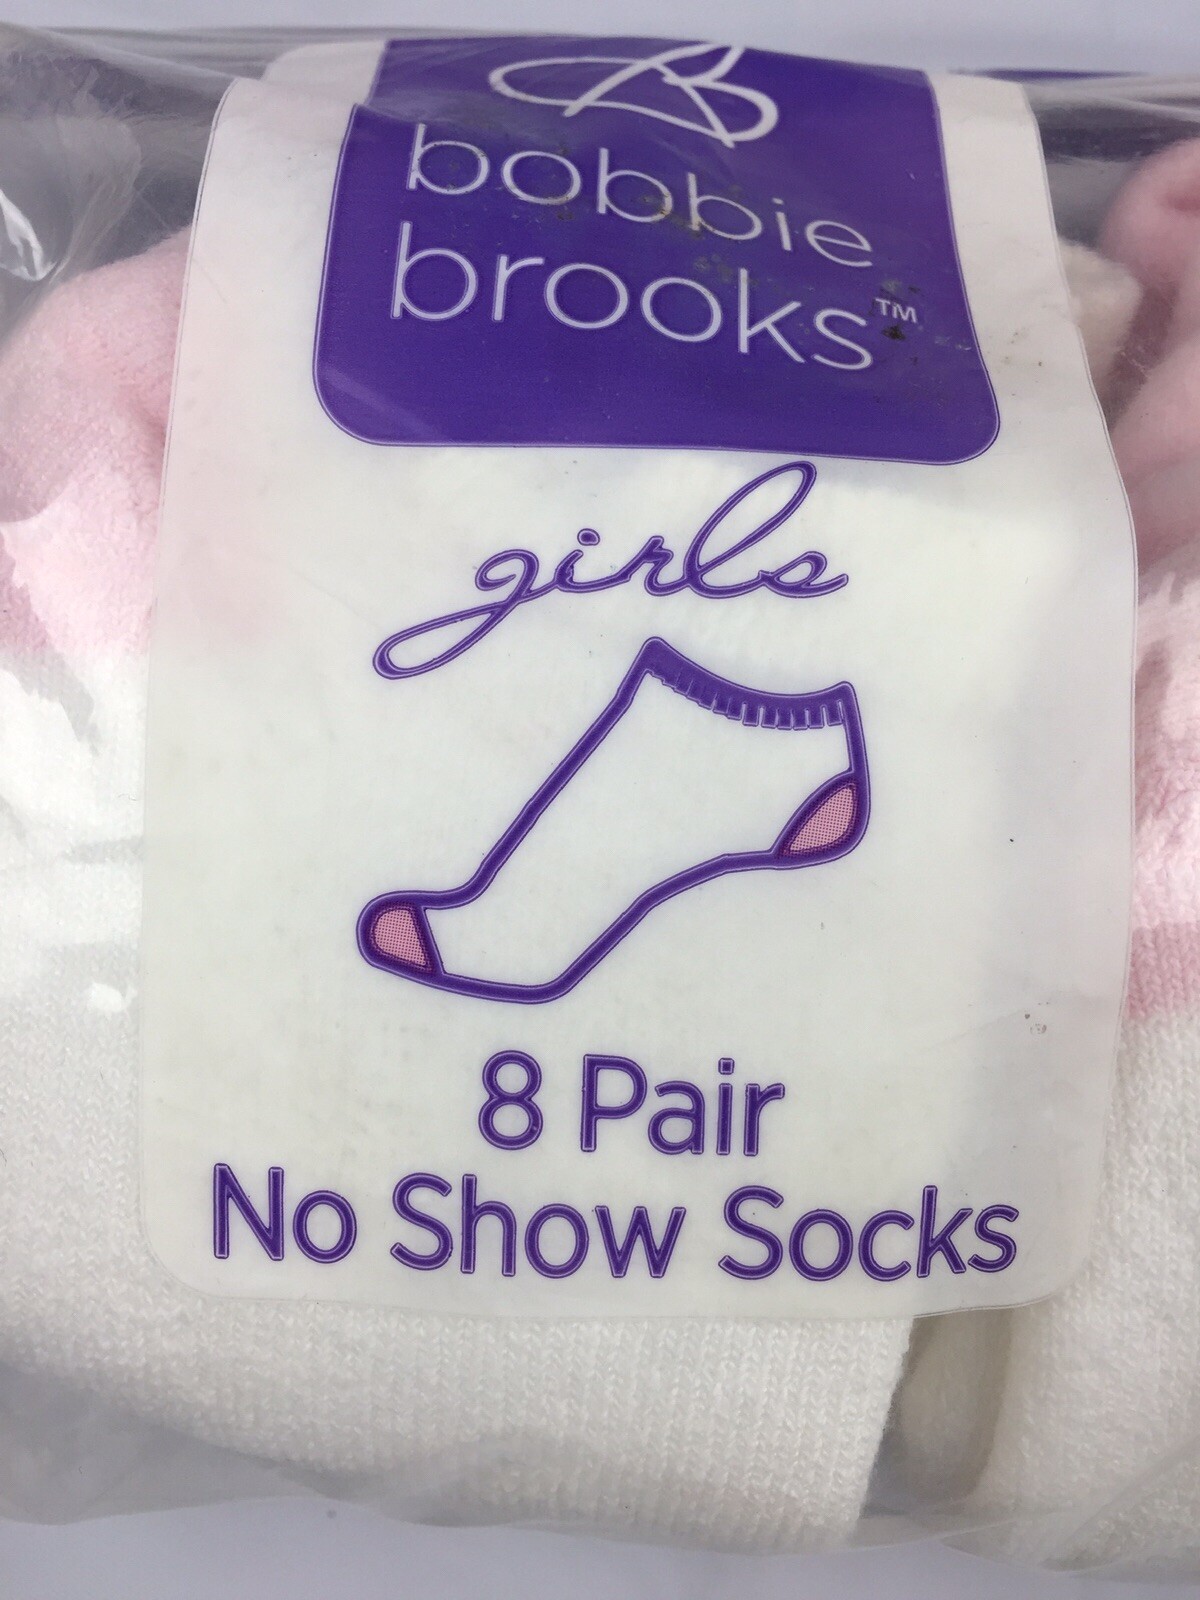 B
bobbie
brooks™
girls
8 Pair
No Show Socks